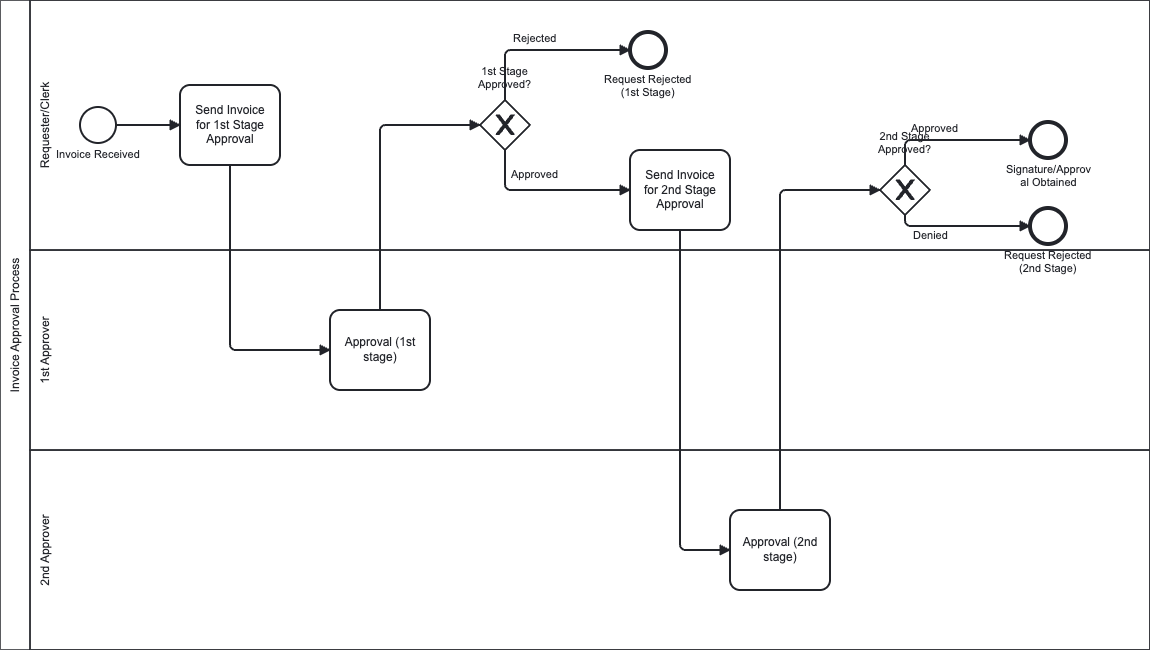 Invoice Approval Process
Requester/Clerk
Invoice Received
Send Invoice
for 1st Stage
Approval
1st Stage
Approved?
Rejected
Request Rejected
(1st Stage)
Approved
Send Invoice
for 2nd Stage
Approval
2nd Stage
Approved?
Approved
Signature/Approv
al Obtained
Denied
Request Rejected
(2nd Stage)
1st Approver
Approval (1st
stage)
2nd Approver
Approval (2nd
stage)